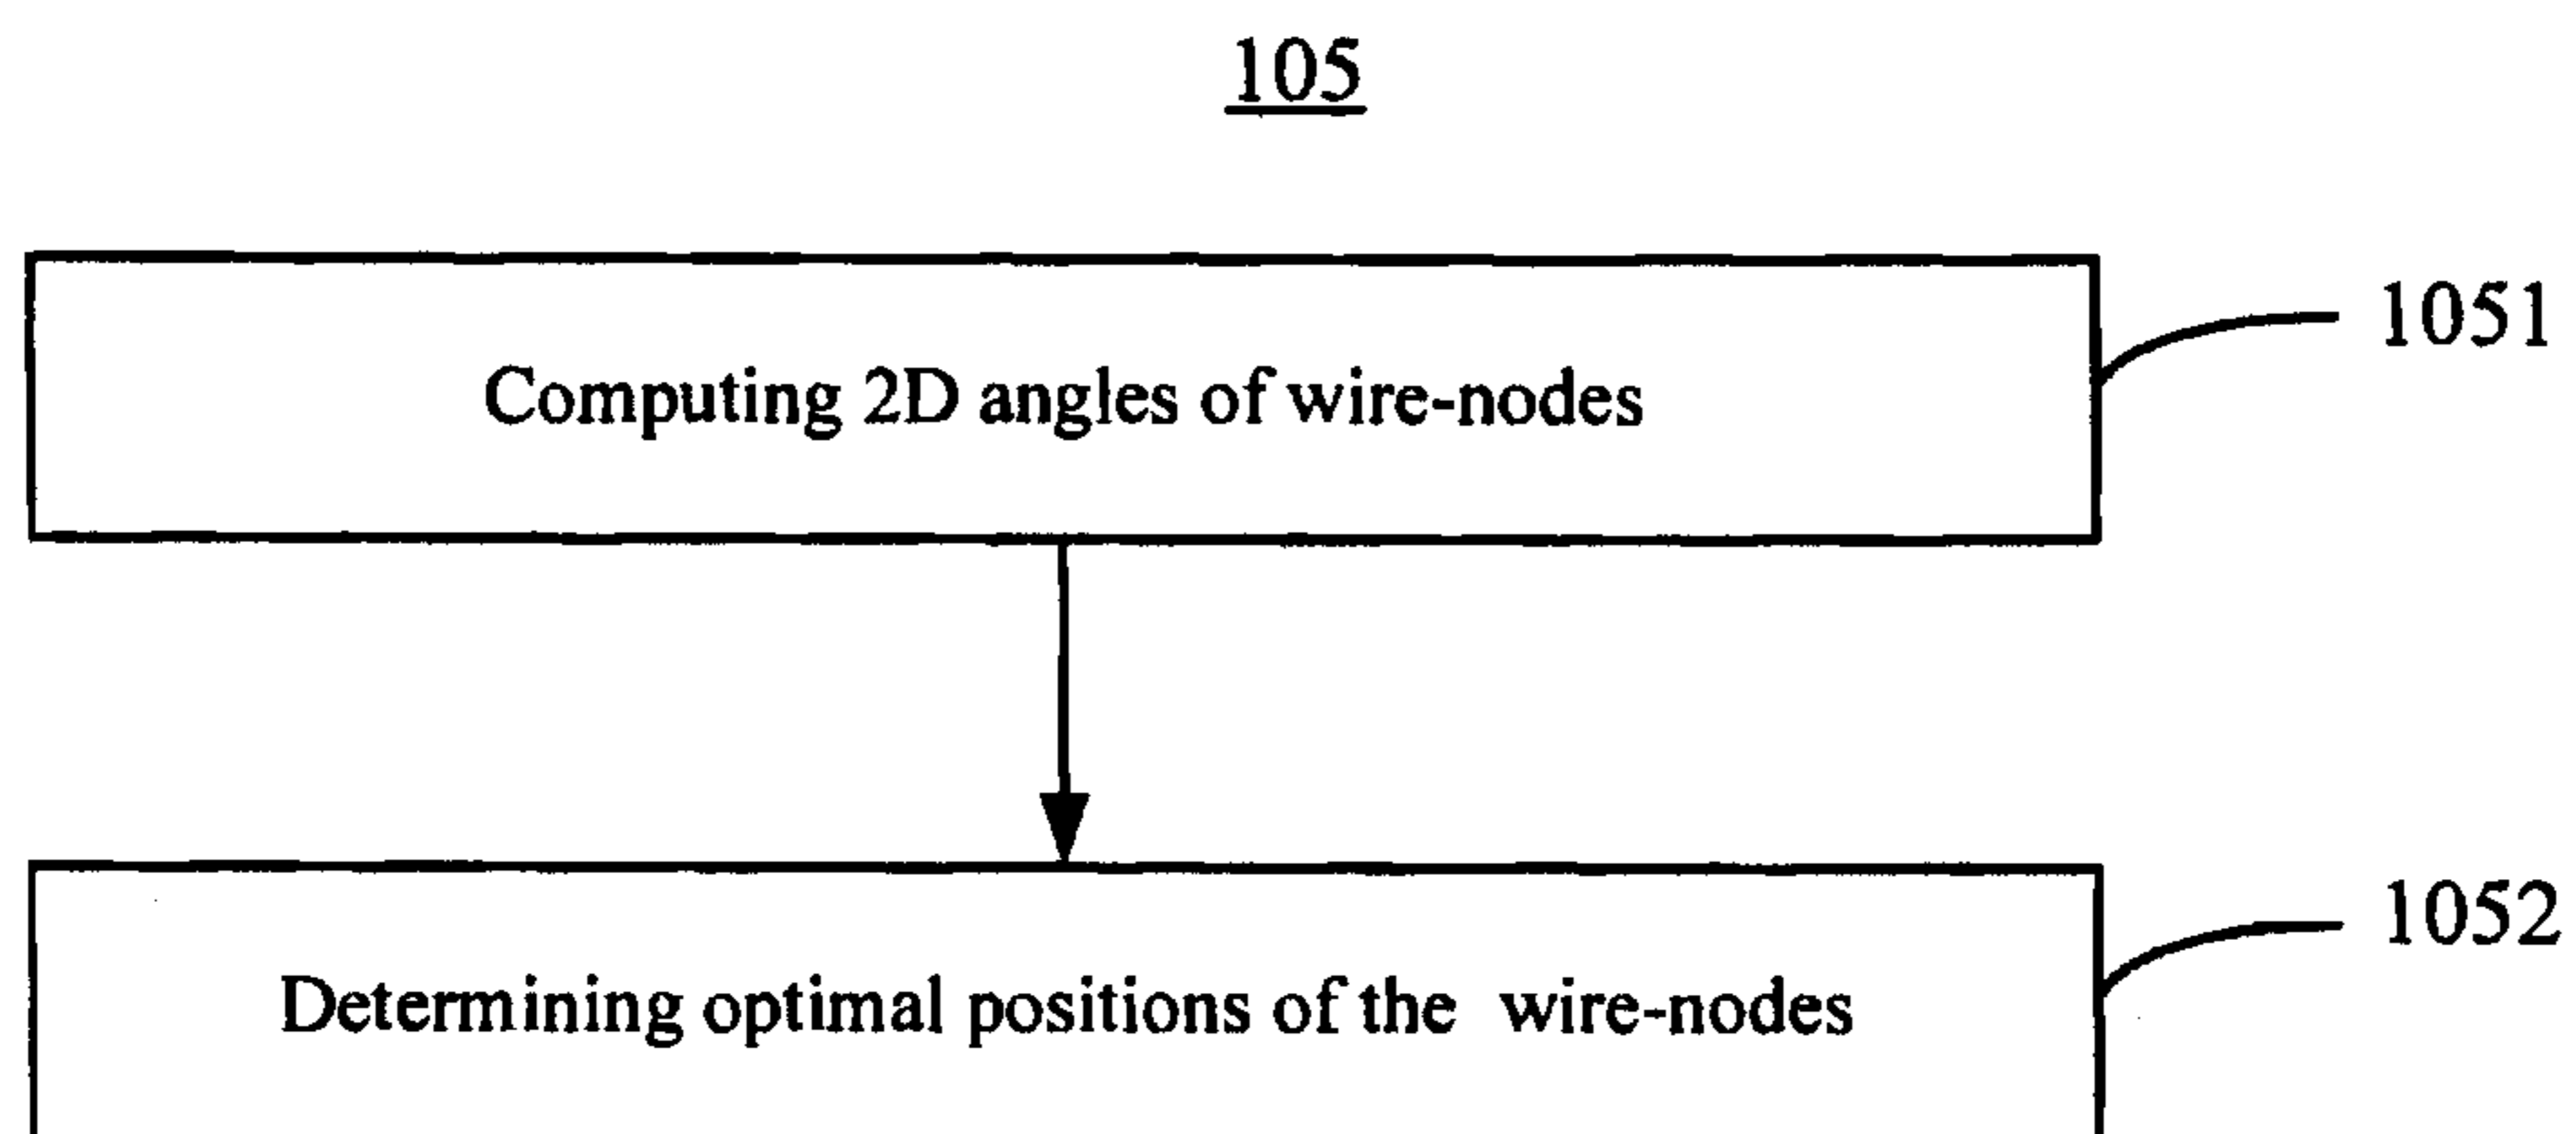 105
Computing 2D angles of wire-nodes
1051
Determining optimal positions of the wire-nodes
1052